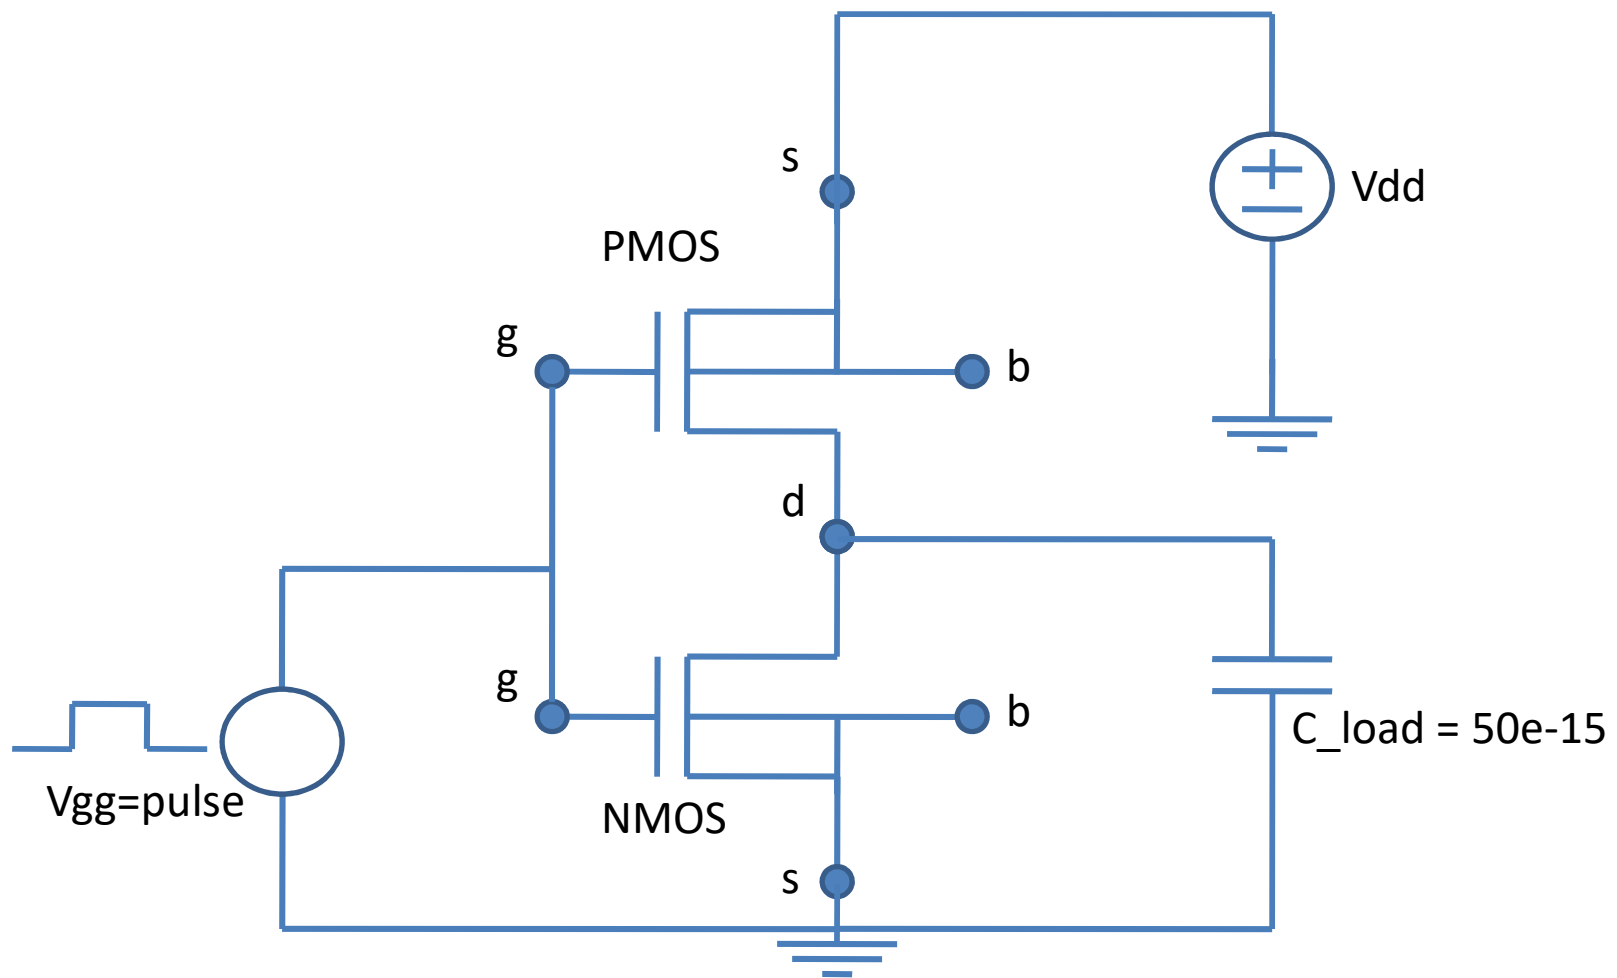 s
Vdd
PMOS
g
b
d
g
b
C_load = 50e-15
Vgg=pulse
NMOS
s